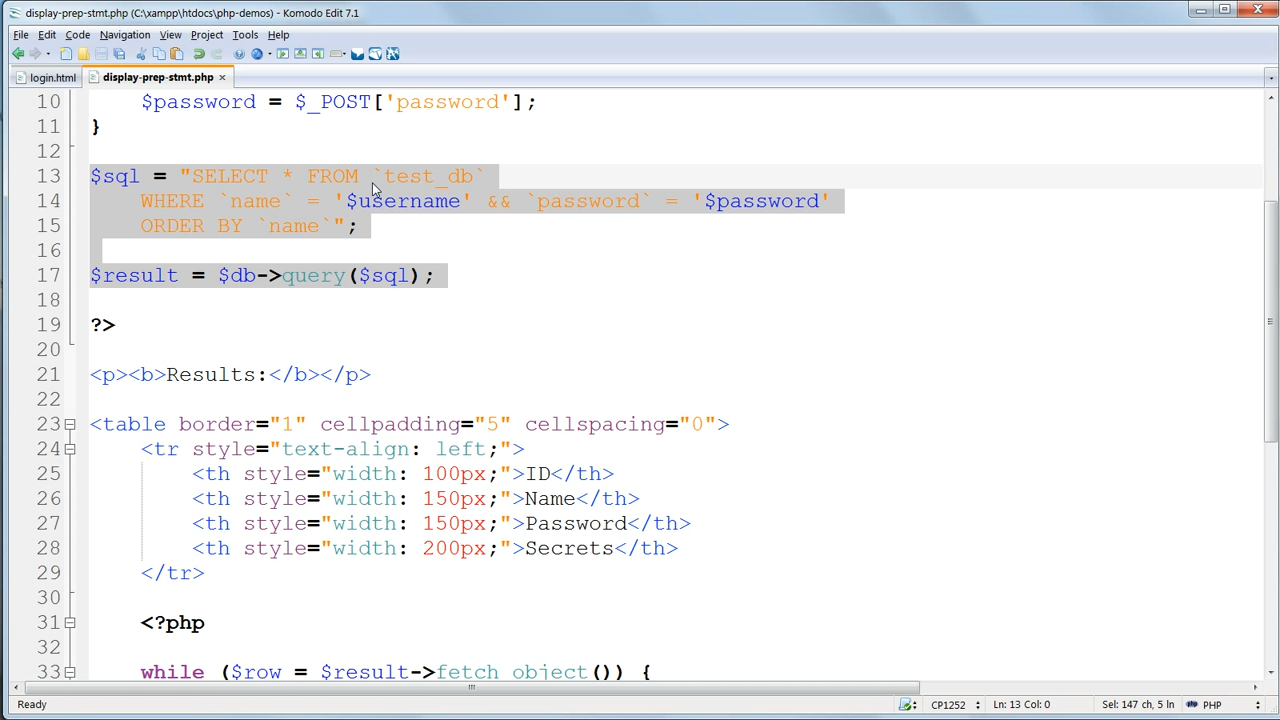 display-prep-stmt.php (C:\xampp\htdocs\php-demos) - Komodo Edit 7.1
File Edit Code Navigation View Project Tools Help
login.html display-prep-stmt.php ×
10 $password = $_POST['password'];
11 }
12
13 $sql = "SELECT * FROM `test_db`
14 WHERE `name` = '$username' && `password` = '$password'
15 ORDER BY `name`";
16
17 $result = $db->query($sql);
18
19 ?>
20
21 <p><b>Results:</b></p>
22
23 <table border="1" cellpadding="5" cellspacing="0">
24 <tr style="text-align: left;">
25 <th style="width: 100px;">ID</th>
26 <th style="width: 150px;">Name</th>
27 <th style="width: 150px;">Password</th>
28 <th style="width: 200px;">Secrets</th>
29 </tr>
30
31 <?php
32
33 while ($row = $result->fetch_object()) {
Ready CP1252 Ln: 13 Col: 0 Sel: 147 ch, 5 ln PHP